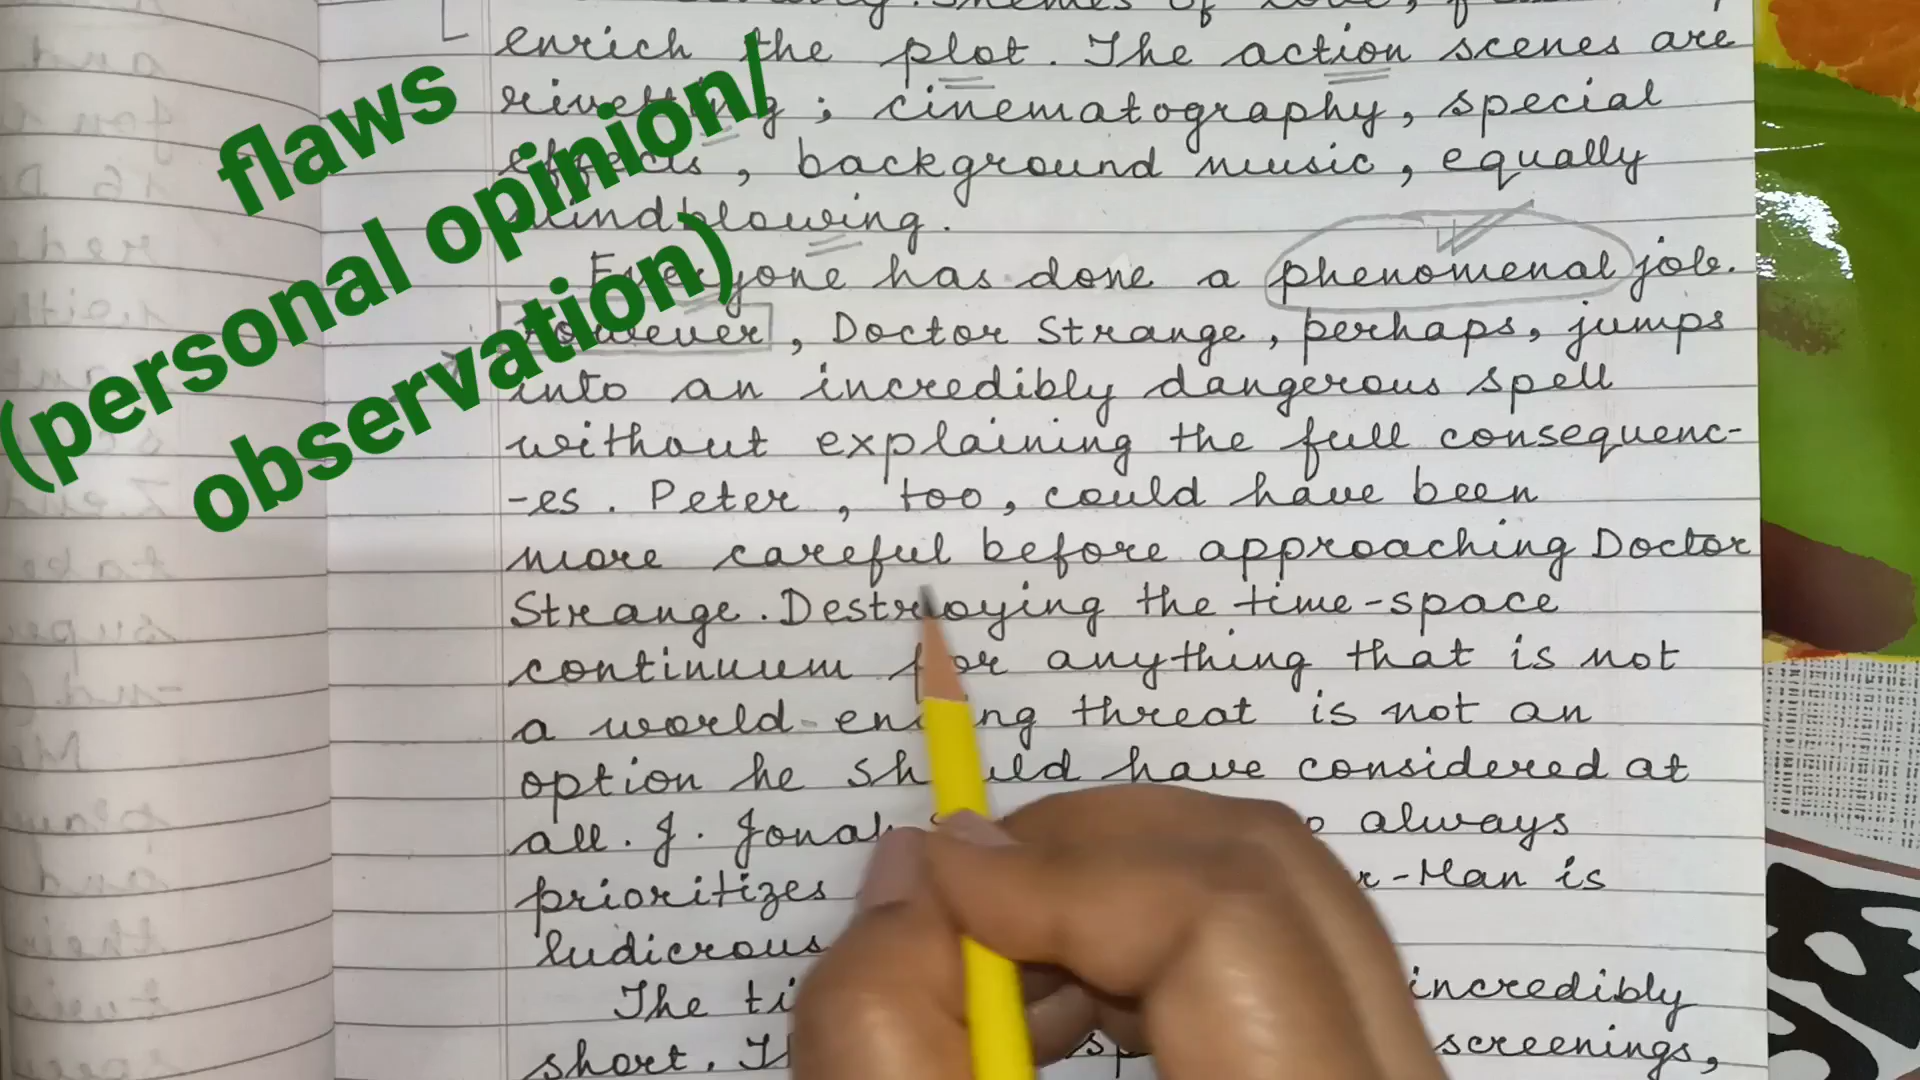 enrich the plot. The action scenes are
rivetting; cinematography, special
effects, background music, equally
mindblowing.
Everyone has done a phenomenal job.
However, Doctor Strange, perhaps, jumps
into an incredibly dangerous spell
without explaining the full consequenc-
-es. Peter, too, could have been
more careful before approaching Doctor
Strange. Destroying the time-space
continuum for anything that is not
a world-ending threat is not an
option he should have considered at
all. J. Jonah always
prioritizes Man is
ludicrous
The incredibly
short. screenings,
flaws
(personal opinion/
observation)